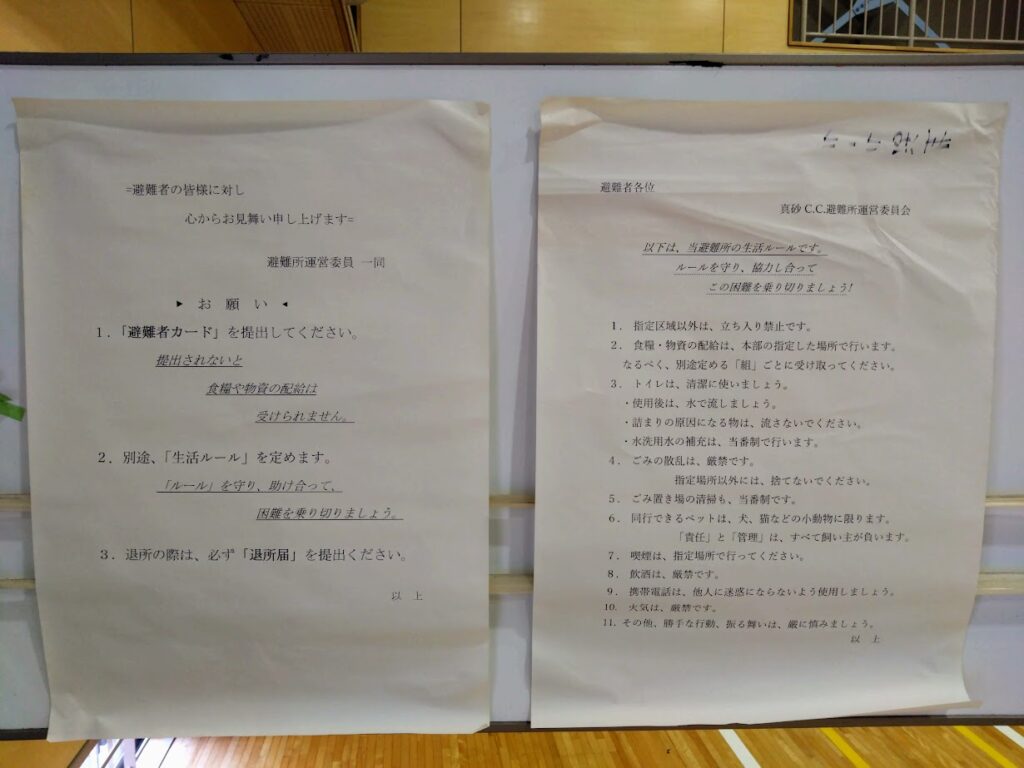 =避難者の皆様に対し
心からお見舞い申し上げます=
避難所運営委員 一同
▶ お 願 い ◀
1．「避難者カード」を提出してください。
提出されないと
食糧や物資の配給は
受けられません。
2．別途、「生活ルール」を定めます。
「ルール」を守り、助け合って、
困難を乗り切りましょう。
3．退所の際は、必ず「退所届」を提出ください。
以 上
避難者各位
真砂 C.C.避難所運営委員会
以下は、当避難所の生活ルールです。
ルールを守り、協力し合って
この困難を乗り切りましょう!
1． 指定区域以外は、立ち入り禁止です。
2． 食糧・物資の配給は、本部の指定した場所で行います。
なるべく、別途定める「組」ごとに受け取ってください。
3． トイレは、清潔に使いましょう。
・使用後は、水で流しましょう。
・詰まりの原因になる物は、流さないでください。
・水洗用水の補充は、当番制で行います。
4． ごみの散乱は、厳禁です。
指定場所以外には、捨てないでください。
5． ごみ置き場の清掃も、当番制です。
6． 同行できるペットは、犬、猫などの小動物に限ります。
「責任」と「管理」は、すべて飼い主が負います。
7． 喫煙は、指定場所で行ってください。
8． 飲酒は、厳禁です。
9． 携帯電話は、他人に迷惑にならないよう使用しましょう。
10． 火気は、厳禁です。
11．その他、勝手な行動、振る舞いは、厳に慎みましょう。
以 上